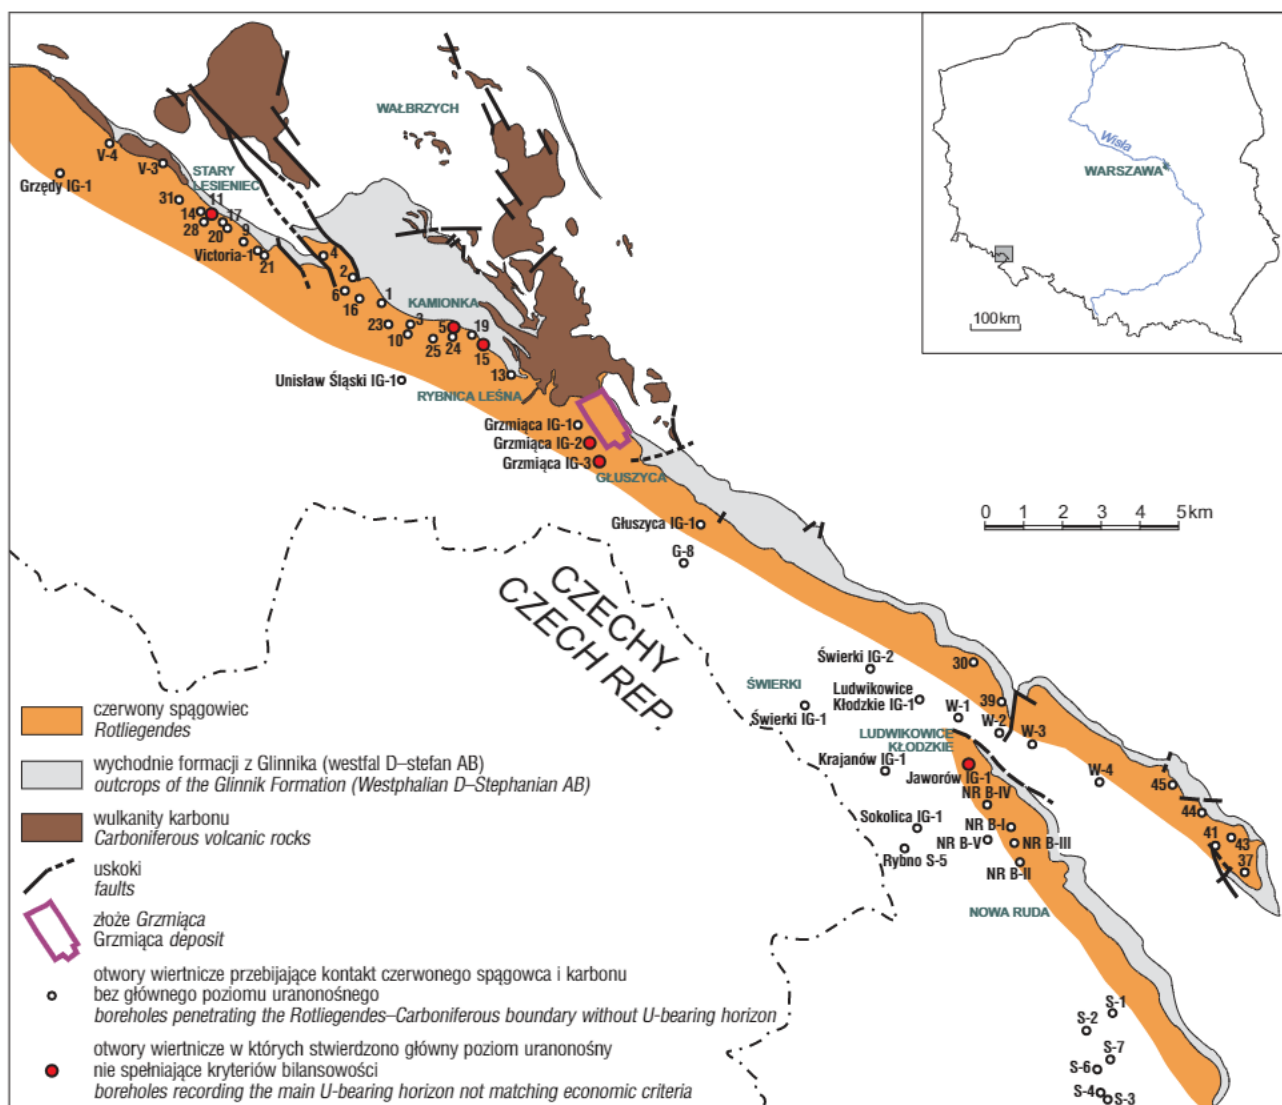 WAŁBRZYCH
V-4
V-3
Grzędy IG-1
STARY
LESIENIEC
31
11
14
17
28
20
9
Victoria-1
21
4
2
6
16
1
KAMIONKA
23
3
10
5
19
25
24
15
13
Unisław Śląski IG-1
RYBNICA LEŚNA
Grzmiąca IG-1
Grzmiąca IG-2
Grzmiąca IG-3
GŁUSZYCA
Głuszyca IG-1
G-8
Wisła
WARSZAWA
100 km
0 1 2 3 4 5 km
CZECHY
CZECH REP.
Świerki IG-2
30
ŚWIERKI
Ludwikowice
Kłodzkie IG-1
39
Świerki IG-1
W-1
W-2
W-3
LUDWIKOWICE
KŁODZKIE
Krajanów IG-1
Jaworów IG-1
W-4
45
NR B-IV
44
Sokolica IG-1
NR B-I
41
43
NR B-V
NR B-III
Rybno S-5
NR B-II
37
NOWA RUDA
S-1
S-2
S-7
S-6
S-4
S-3
czerwony spągowiec
Rotliegendes
wychodnie formacji z Glinnika (westfal D–stefan AB)
outcrops of the Glinnik Formation (Westphalian D–Stephanian AB)
wulkanity karbonu
Carboniferous volcanic rocks
uskoki
faults
złoże Grzmiąca
Grzmiąca deposit
otwory wiertnicze przebijające kontakt czerwonego spągowca i karbonu
bez głównego poziomu uranonośnego
boreholes penetrating the Rotliegendes–Carboniferous boundary without U-bearing horizon
otwory wiertnicze w których stwierdzono główny poziom uranonośny
nie spełniające kryteriów bilansowości
boreholes recording the main U-bearing horizon not matching economic criteria